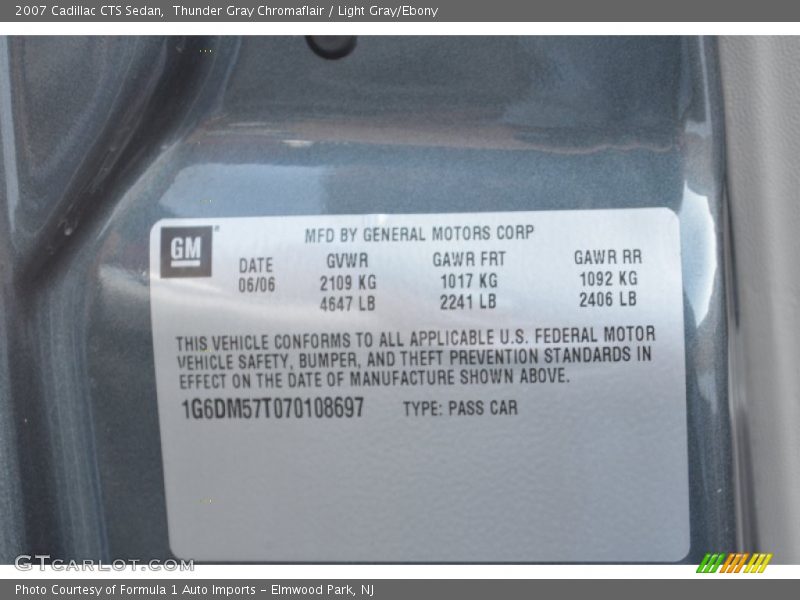 2007 Cadillac CTS Sedan,  Thunder Gray Chromaflair / Light Gray/Ebony
GM
MFD BY GENERAL MOTORS CORP
DATE GVWR GAWR FRT GAWR RR
06/06 2109 KG 1017 KG 1092 KG
4647 LB 2241 LB 2406 LB
THIS VEHICLE CONFORMS TO ALL APPLICABLE U.S. FEDERAL MOTOR
VEHICLE SAFETY, BUMPER, AND THEFT PREVENTION STANDARDS IN
EFFECT ON THE DATE OF MANUFACTURE SHOWN ABOVE.
1G6DM57T070108697 TYPE: PASS CAR
GTCARLOT.COM
Photo Courtesy of Formula 1 Auto Imports - Elmwood Park, NJ